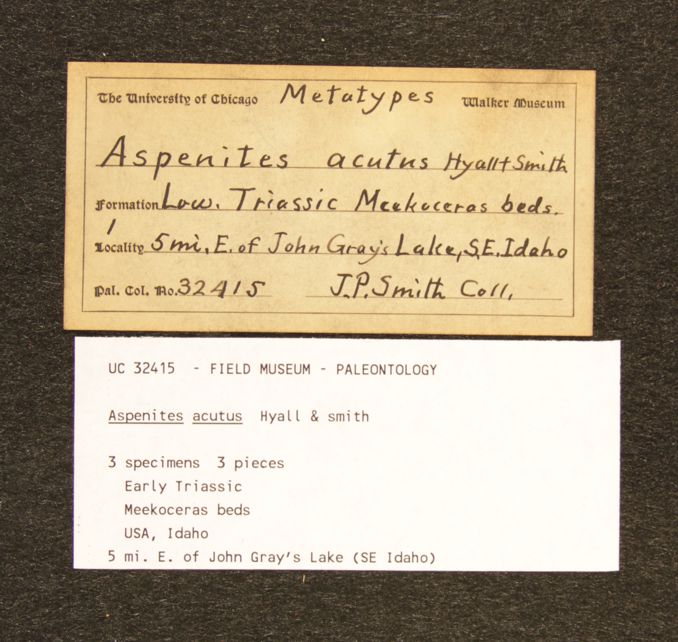 The University of Chicago Metatypes Walker Museum
Aspenites acutus Hyall + Smith
Formation Low. Triassic Meekoceras beds.
Locality 5 mi. E. of John Gray's Lake, S.E. Idaho
Pal. Col. No. 32415 J.P. Smith Coll.
UC 32415 - FIELD MUSEUM - PALEONTOLOGY
Aspenites acutus Hyall & smith
3 specimens 3 pieces
Early Triassic
Meekoceras beds
USA, Idaho
5 mi. E. of John Gray's Lake (SE Idaho)